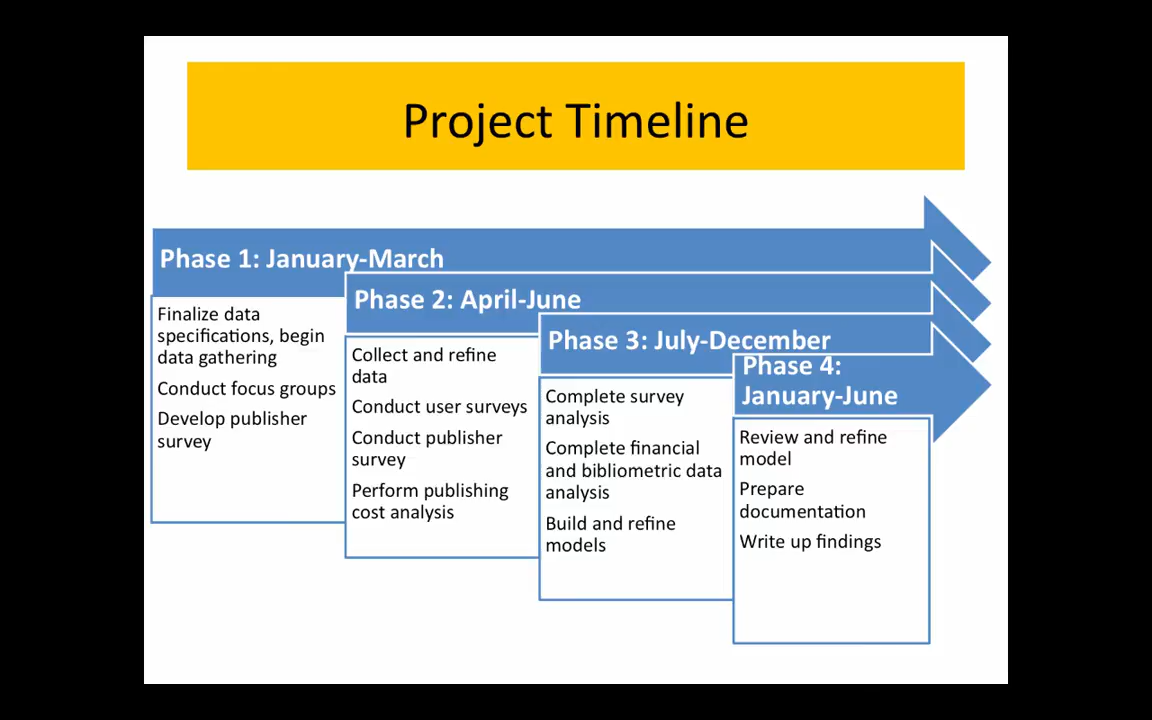 Project Timeline
Phase 1: January-March
Finalize data
specifications, begin
data gathering
Conduct focus groups
Develop publisher
survey
Phase 2: April-June
Collect and refine
data
Conduct user surveys
Conduct publisher
survey
Perform publishing
cost analysis
Phase 3: July-December
Complete survey
analysis
Complete financial
and bibliometric data
analysis
Build and refine
models
Phase 4:
January-June
Review and refine
model
Prepare
documentation
Write up findings